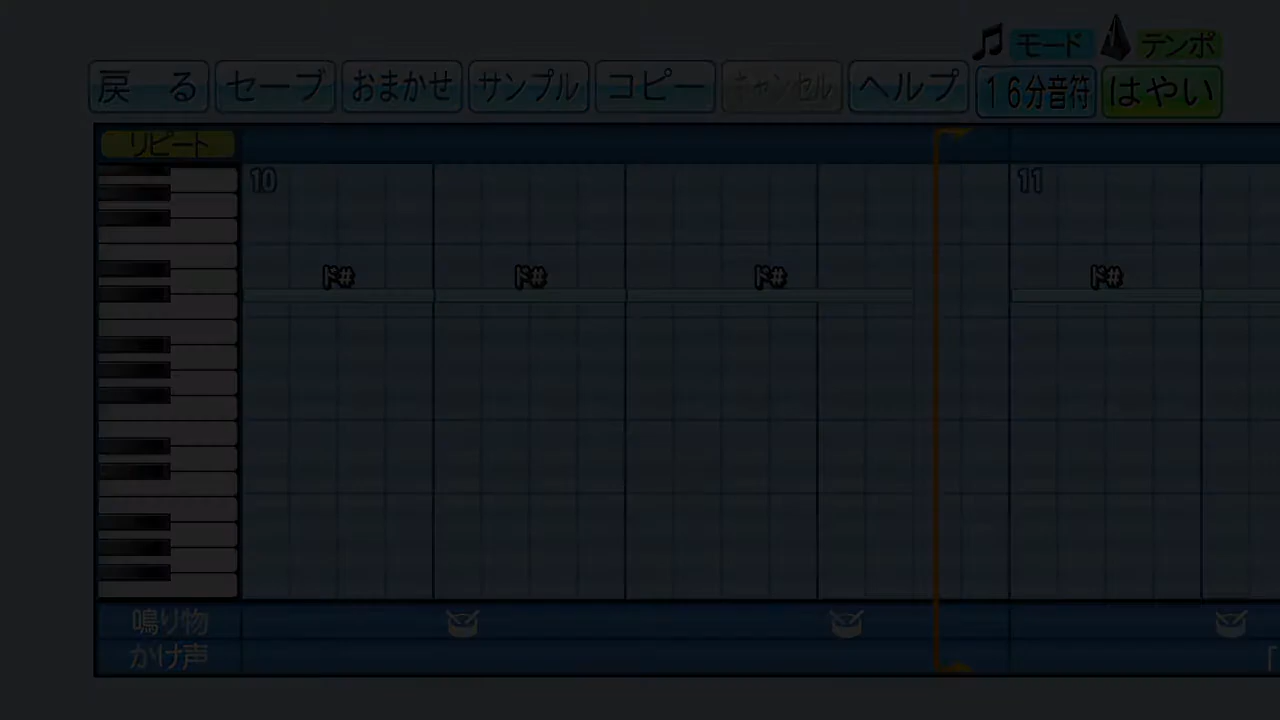 モード テンポ
戻る セーブ おまかせ サンプル コピー キャンセル ヘルプ 16分音符 はやい
リピート
10 11
ド# ド# ド# ド#
鳴り物
かけ声 「